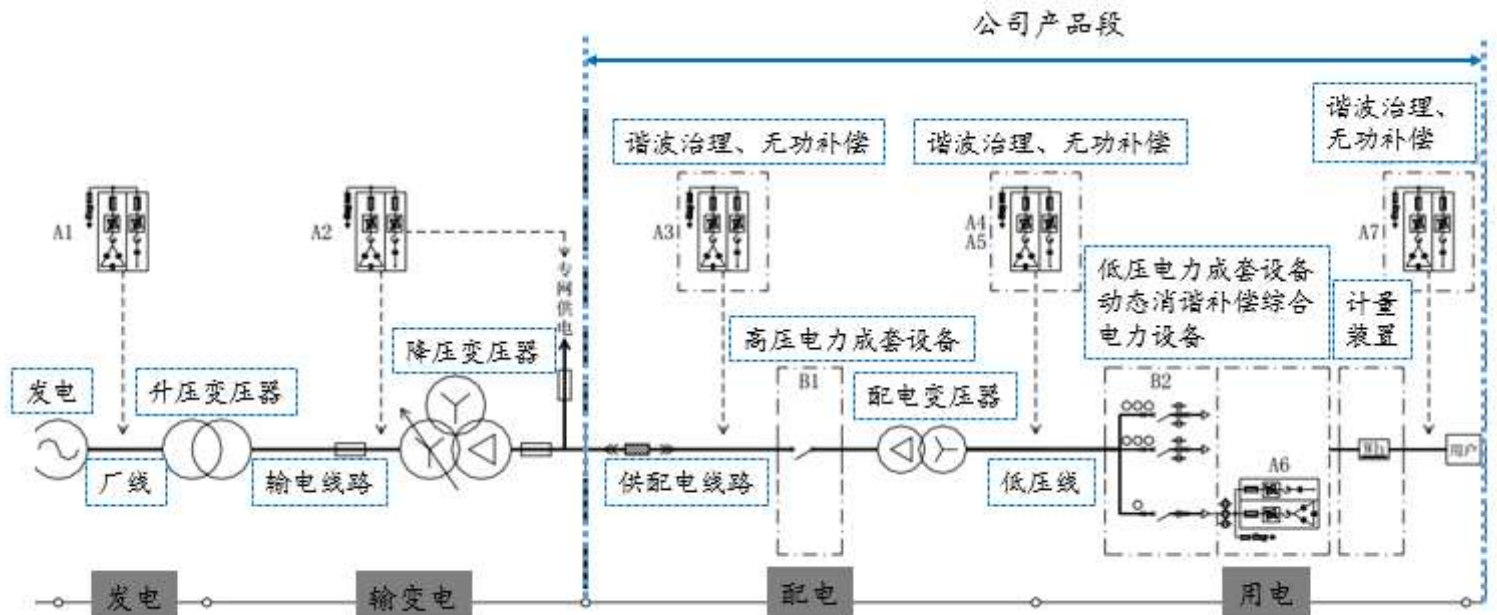 公司产品段
谐波治理、无功补偿
谐波治理、无功补偿
谐波治理、
无功补偿
A1
A2
A3
A4
A5
A7
专网供电
低压电力成套设备
动态消谐补偿综合
电力设备
计量
装置
降压变压器
高压电力成套设备
发电
升压变压器
配电变压器
B1
B2
厂线
输电线路
供配电线路
低压线
A6
Wh
用户
发电
输变电
配电
用电